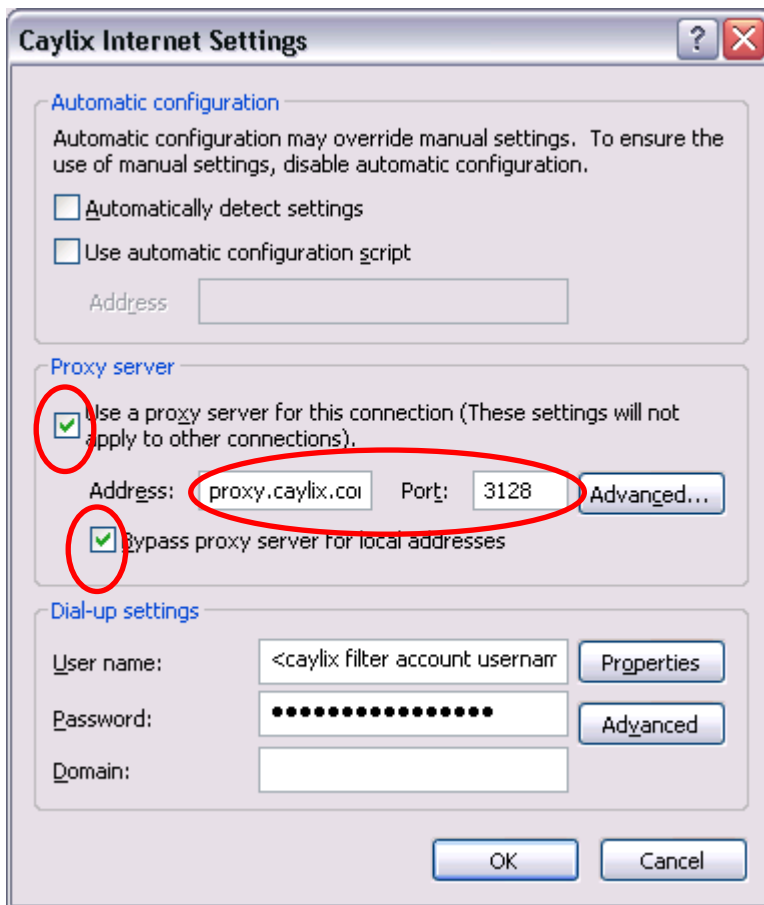 Caylix Internet Settings
Automatic configuration
Automatic configuration may override manual settings. To ensure the
use of manual settings, disable automatic configuration.
Automatically detect settings
Use automatic configuration script
Address
Proxy server
Use a proxy server for this connection (These settings will not
apply to other connections).
Address: proxy.caylix.co Port: 3128 Advanced...
Bypass proxy server for local addresses
Dial-up settings
User name: <caylix filter account usernam Properties
Password: •••••••••••••••• Advanced
Domain:
OK Cancel